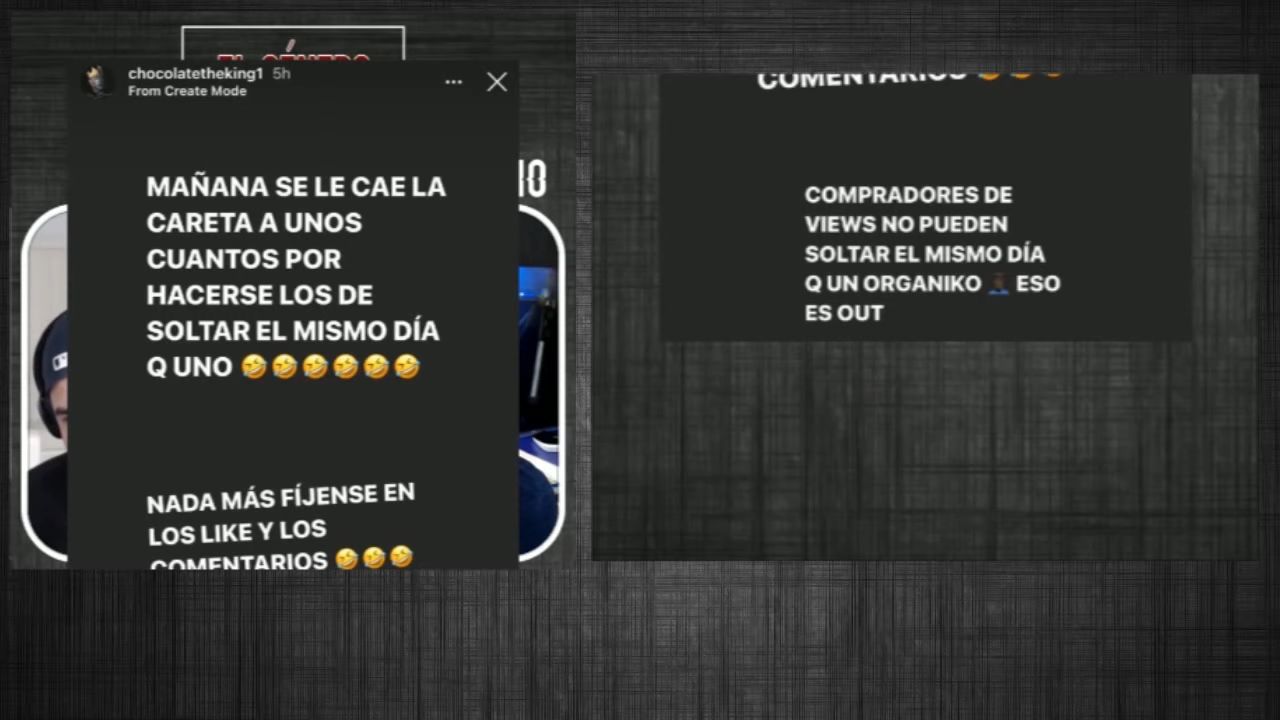 EL GÉNERO
chocolatetheking1 5h
From Create Mode
MAÑANA SE LE CAE LA
CARETA A UNOS
CUANTOS POR
HACERSE LOS DE
SOLTAR EL MISMO DÍA
Q UNO 🤣🤣🤣🤣🤣🤣
NADA MÁS FÍJENSE EN
LOS LIKE Y LOS
COMENTARIOS 🤣🤣🤣
COMENTARIOS 🤣🤣🤣
COMPRADORES DE
VIEWS NO PUEDEN
SOLTAR EL MISMO DÍA
Q UN ORGANIKO 🤷🏿‍♂️ ESO
ES OUT